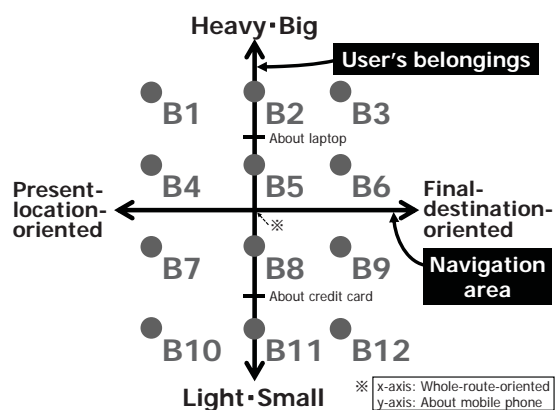 Heavy･Big
User's belongings
B1
B2
B3
About laptop
B4
B5
B6
Present-
location-
oriented
Final-
destination-
oriented
※
Navigation
area
B7
B8
B9
About credit card
B10
B11
B12
Light･Small
※ x-axis: Whole-route-oriented
y-axis: About mobile phone